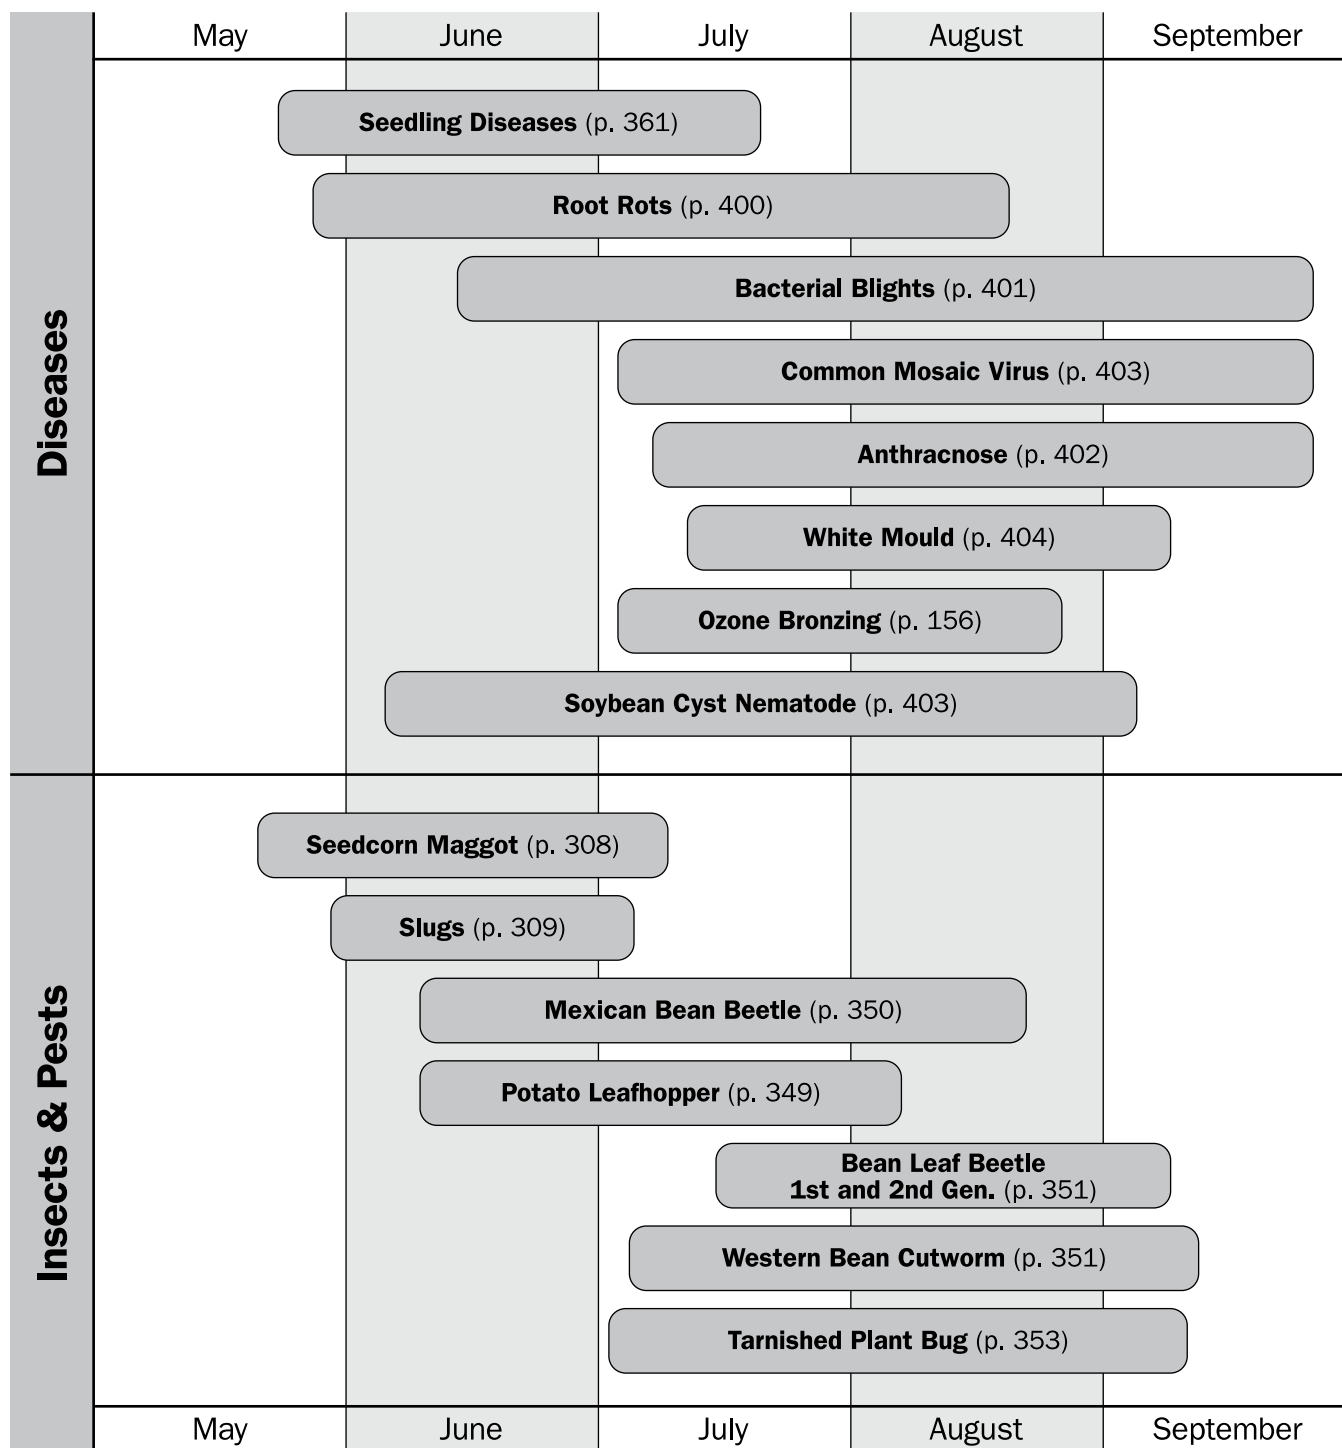 May June July August September
Diseases
Seedling Diseases (p. 361)
Root Rots (p. 400)
Bacterial Blights (p. 401)
Common Mosaic Virus (p. 403)
Anthracnose (p. 402)
White Mould (p. 404)
Ozone Bronzing (p. 156)
Soybean Cyst Nematode (p. 403)
Insects & Pests
Seedcorn Maggot (p. 308)
Slugs (p. 309)
Mexican Bean Beetle (p. 350)
Potato Leafhopper (p. 349)
Bean Leaf Beetle
1st and 2nd Gen. (p. 351)
Western Bean Cutworm (p. 351)
Tarnished Plant Bug (p. 353)
May June July August September